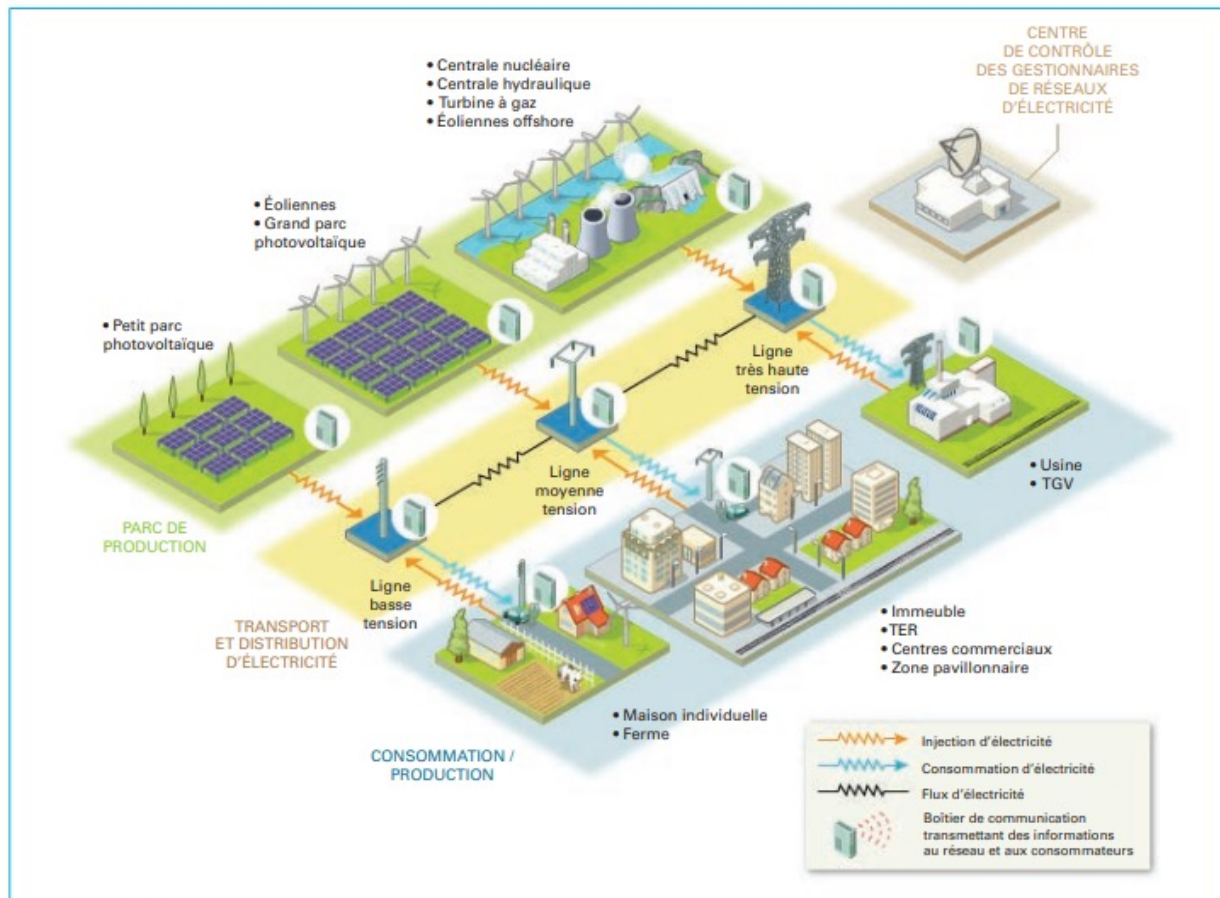 CENTRE
DE CONTRÔLE
DES GESTIONNAIRES
DE RÉSEAUX
D'ÉLECTRICITÉ
• Centrale nucléaire
• Centrale hydraulique
• Turbine à gaz
• Éoliennes offshore
• Éoliennes
• Grand parc
photovoltaïque
• Petit parc
photovoltaïque
Ligne
très haute
tension
Ligne
moyenne
tension
Ligne
basse
tension
PARC DE
PRODUCTION
TRANSPORT
ET DISTRIBUTION
D'ÉLECTRICITÉ
CONSOMMATION /
PRODUCTION
• Usine
• TGV
• Immeuble
• TER
• Centres commerciaux
• Zone pavillonnaire
• Maison individuelle
• Ferme
Injection d'électricité
Consommation d'électricité
Flux d'électricité
Boîtier de communication
transmettant des informations
au réseau et aux consommateurs